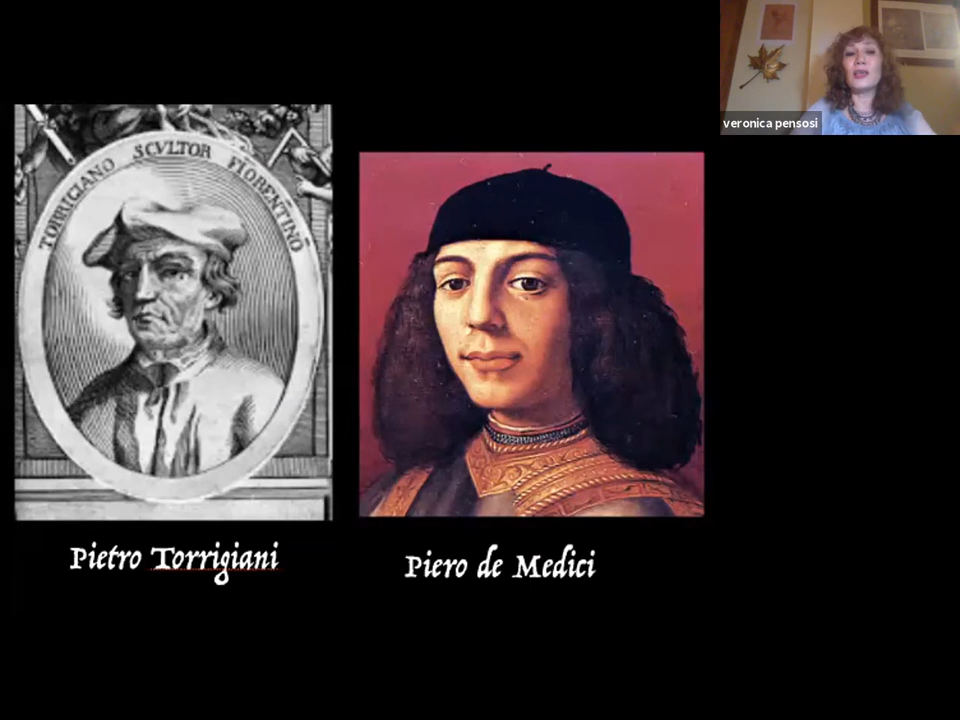 veronica pensosi
TORRIGIANO SCVLTOR FIORENTINO
Pietro Torrigiani
Piero de Medici